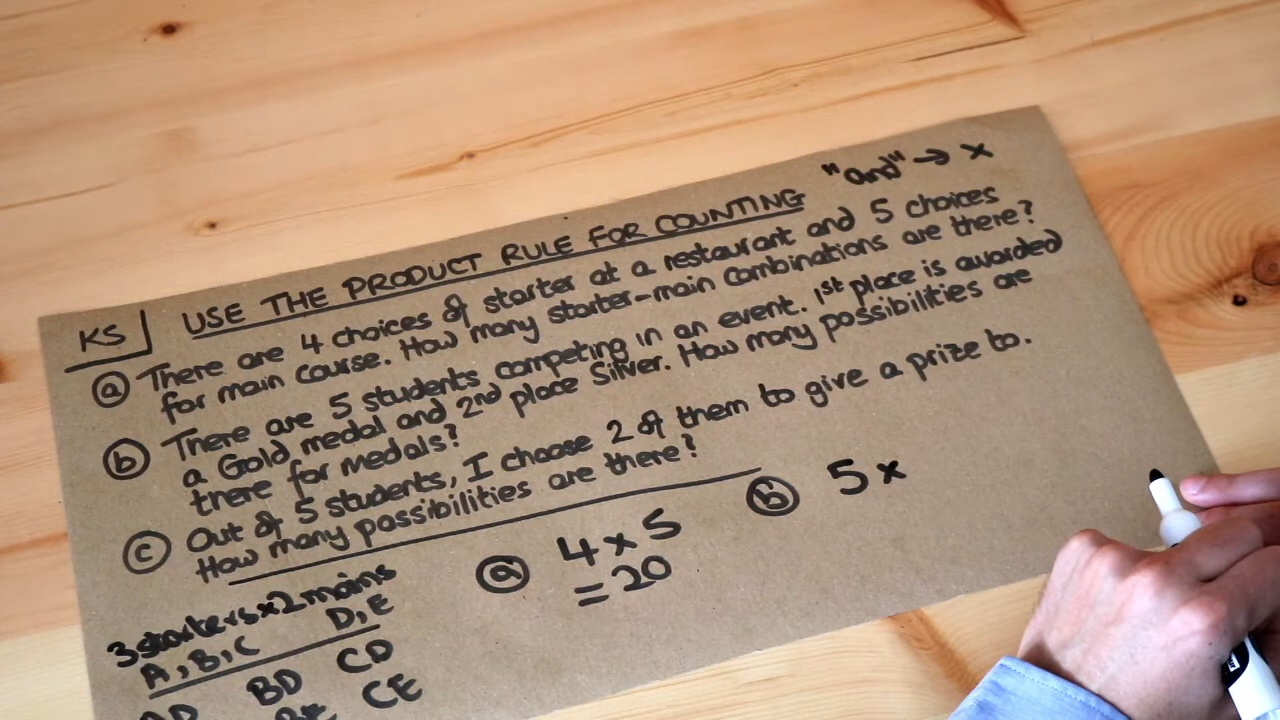 "and" → ×
KS
USE THE PRODUCT RULE FOR COUNTING
(a) There are 4 choices of starter at a restaurant and 5 choices
for main course. How many starter-main combinations are there?
(b) There are 5 students competing in an event. 1st place is awarded
a Gold medal and 2nd place Silver. How many possibilities are
there for medals?
(c) Out of 5 students, I choose 2 of them to give a prize to.
How many possibilities are there?
3 starters × 2 mains
A, B, C D, E
BD CD
BE CE
(a) 4 × 5
= 20
(b) 5 ×